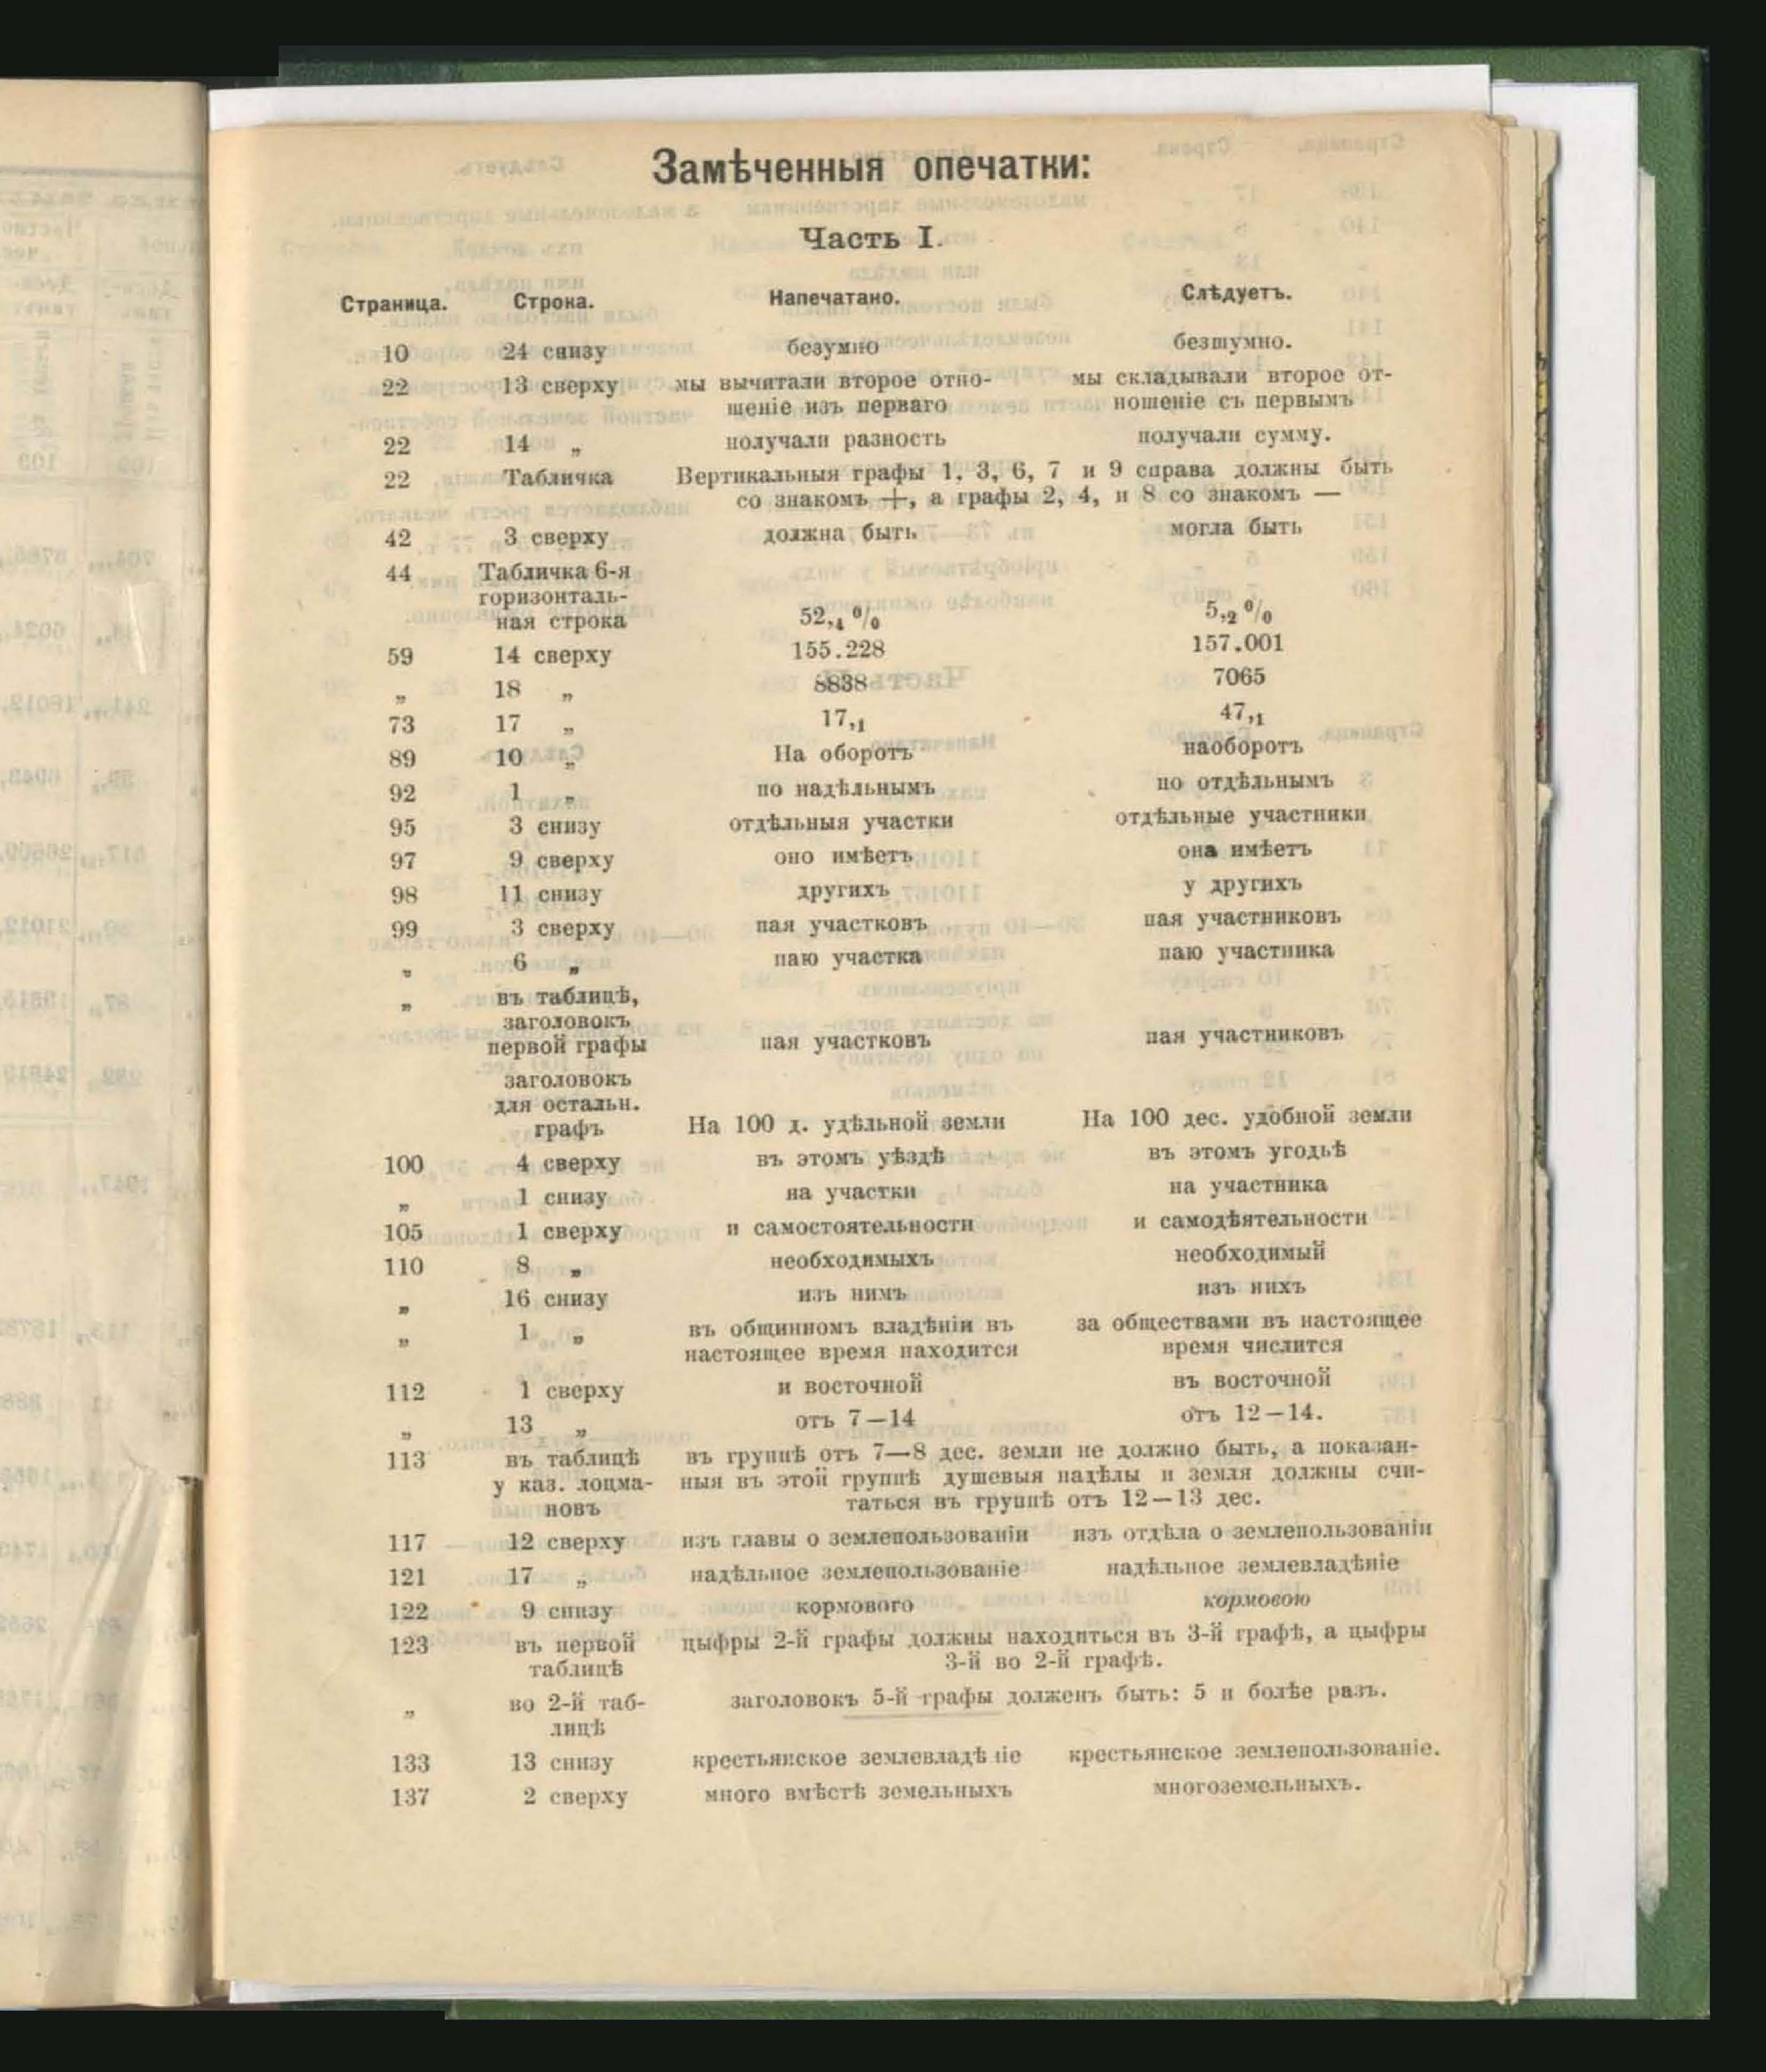 Замѣченныя опечатки:
Часть I.
Страница. Строка. Напечатано. Слѣдуетъ.
10 24 снизу безумно безшумно.
22 13 сверху мы вычитали второе отно- мы складывали второе от-
шеніе изъ перваго ношеніе съ первымъ
22 14 „ получали разность получали сумму.
22 Табличка Вертикальныя графы 1, 3, 6, 7 и 9 справа должны быть
со знакомъ +, а графы 2, 4, и 8 со знакомъ —
42 3 сверху должна быть могла быть
44 Табличка 6-я
горизонталь-
ная строка 52,₄ % 5,₂ %
59 14 сверху 155.228 157.001
„ 18 „ 8838 7065
73 17 „ 17,₁ 47,₁
89 10 „ На оборотъ наоборотъ
92 1 „ по надѣльнымъ по отдѣльнымъ
95 3 снизу отдѣльныя участки отдѣльные участники
97 9 сверху оно имѣетъ она имѣетъ
98 11 снизу другихъ у другихъ
99 3 сверху пая участковъ пая участниковъ
„ 6 „ паю участка паю участника
„ въ таблицѣ,
заголовокъ
первой графы пая участковъ пая участниковъ
заголовокъ
для остальн.
графъ На 100 д. удѣльной земли На 100 дес. удобной земли
100 4 сверху въ этомъ уѣздѣ въ этомъ угодьѣ
„ 1 снизу на участки на участника
105 1 сверху и самостоятельности и самодѣятельности
110 8 „ необходимыхъ необходимый
„ 16 снизу изъ нимъ изъ нихъ
„ 1 „ въ общинномъ владѣніи въ за обществами въ настоящее
настоящее время находится время числится
112 1 сверху и восточной въ восточной
„ 13 „ отъ 7—14 отъ 12—14.
113 въ таблицѣ въ группѣ отъ 7—8 дес. земли не должно быть, а показан-
у каз. лоцма- ныя въ этой группѣ душевыя надѣлы и земля должны счи-
новъ таться въ группѣ отъ 12—13 дес.
117 12 сверху изъ главы о землепользованіи изъ отдѣла о землепользованіи
121 17 „ надѣльное землепользованіе надѣльное землевладѣніе
122 9 снизу кормового кормовою
123 въ первой цыфры 2-й графы должны находиться въ 3-й графѣ, а цыфры
таблицѣ 3-й во 2-й графѣ.
„ во 2-й таб- заголовокъ 5-й графы долженъ быть: 5 и болѣе разъ.
лицѣ
133 13 снизу крестьянское землевладѣніе крестьянское землепользованіе.
137 2 сверху много вмѣстѣ земельныхъ многоземельныхъ.